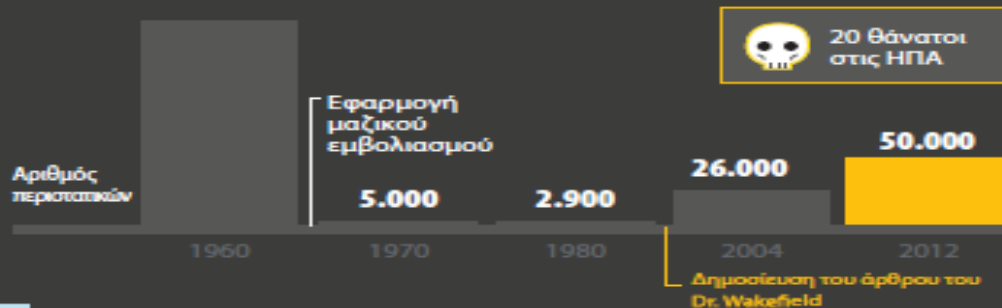 20 θάνατοι
στις ΗΠΑ
Εφαρμογή
μαζικού
εμβολιασμού
Αριθμός
περιστατικών
5.000
2.900
26.000
50.000
1960
1970
1980
2004
2012
Δημοσίευση του άρθρου του
Dr. Wakefield